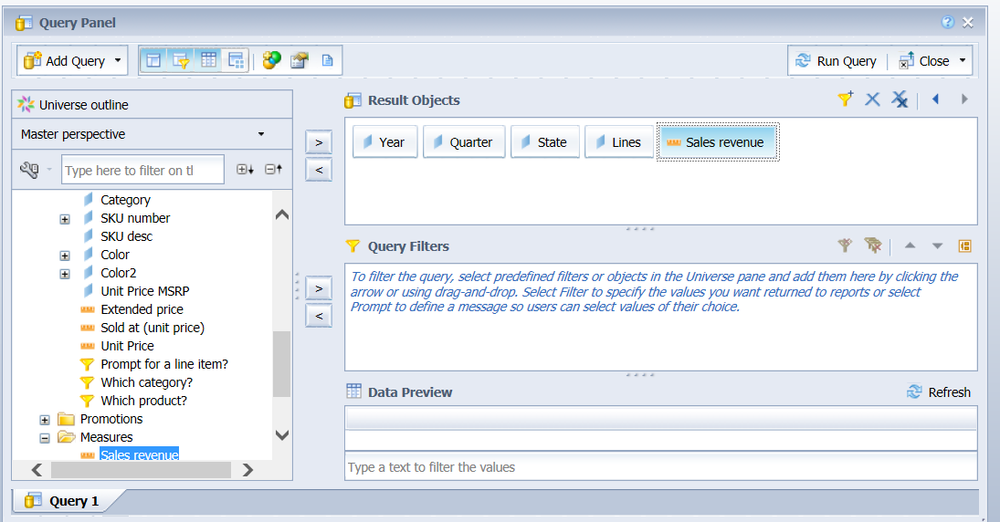 Query Panel
Add Query
Run Query
Close
Universe outline
Master perspective
Type here to filter on tl
Category
SKU number
SKU desc
Color
Color2
Unit Price MSRP
Extended price
Sold at (unit price)
Unit Price
Prompt for a line item?
Which category?
Which product?
Promotions
Measures
Sales revenue
>
<
Result Objects
Year
Quarter
State
Lines
Sales revenue
>
<
Query Filters
To filter the query, select predefined filters or objects in the Universe pane and add them here by clicking the
arrow or using drag-and-drop. Select Filter to specify the values you want returned to reports or select
Prompt to define a message so users can select values of their choice.
Data Preview
Refresh
Type a text to filter the values
Query 1